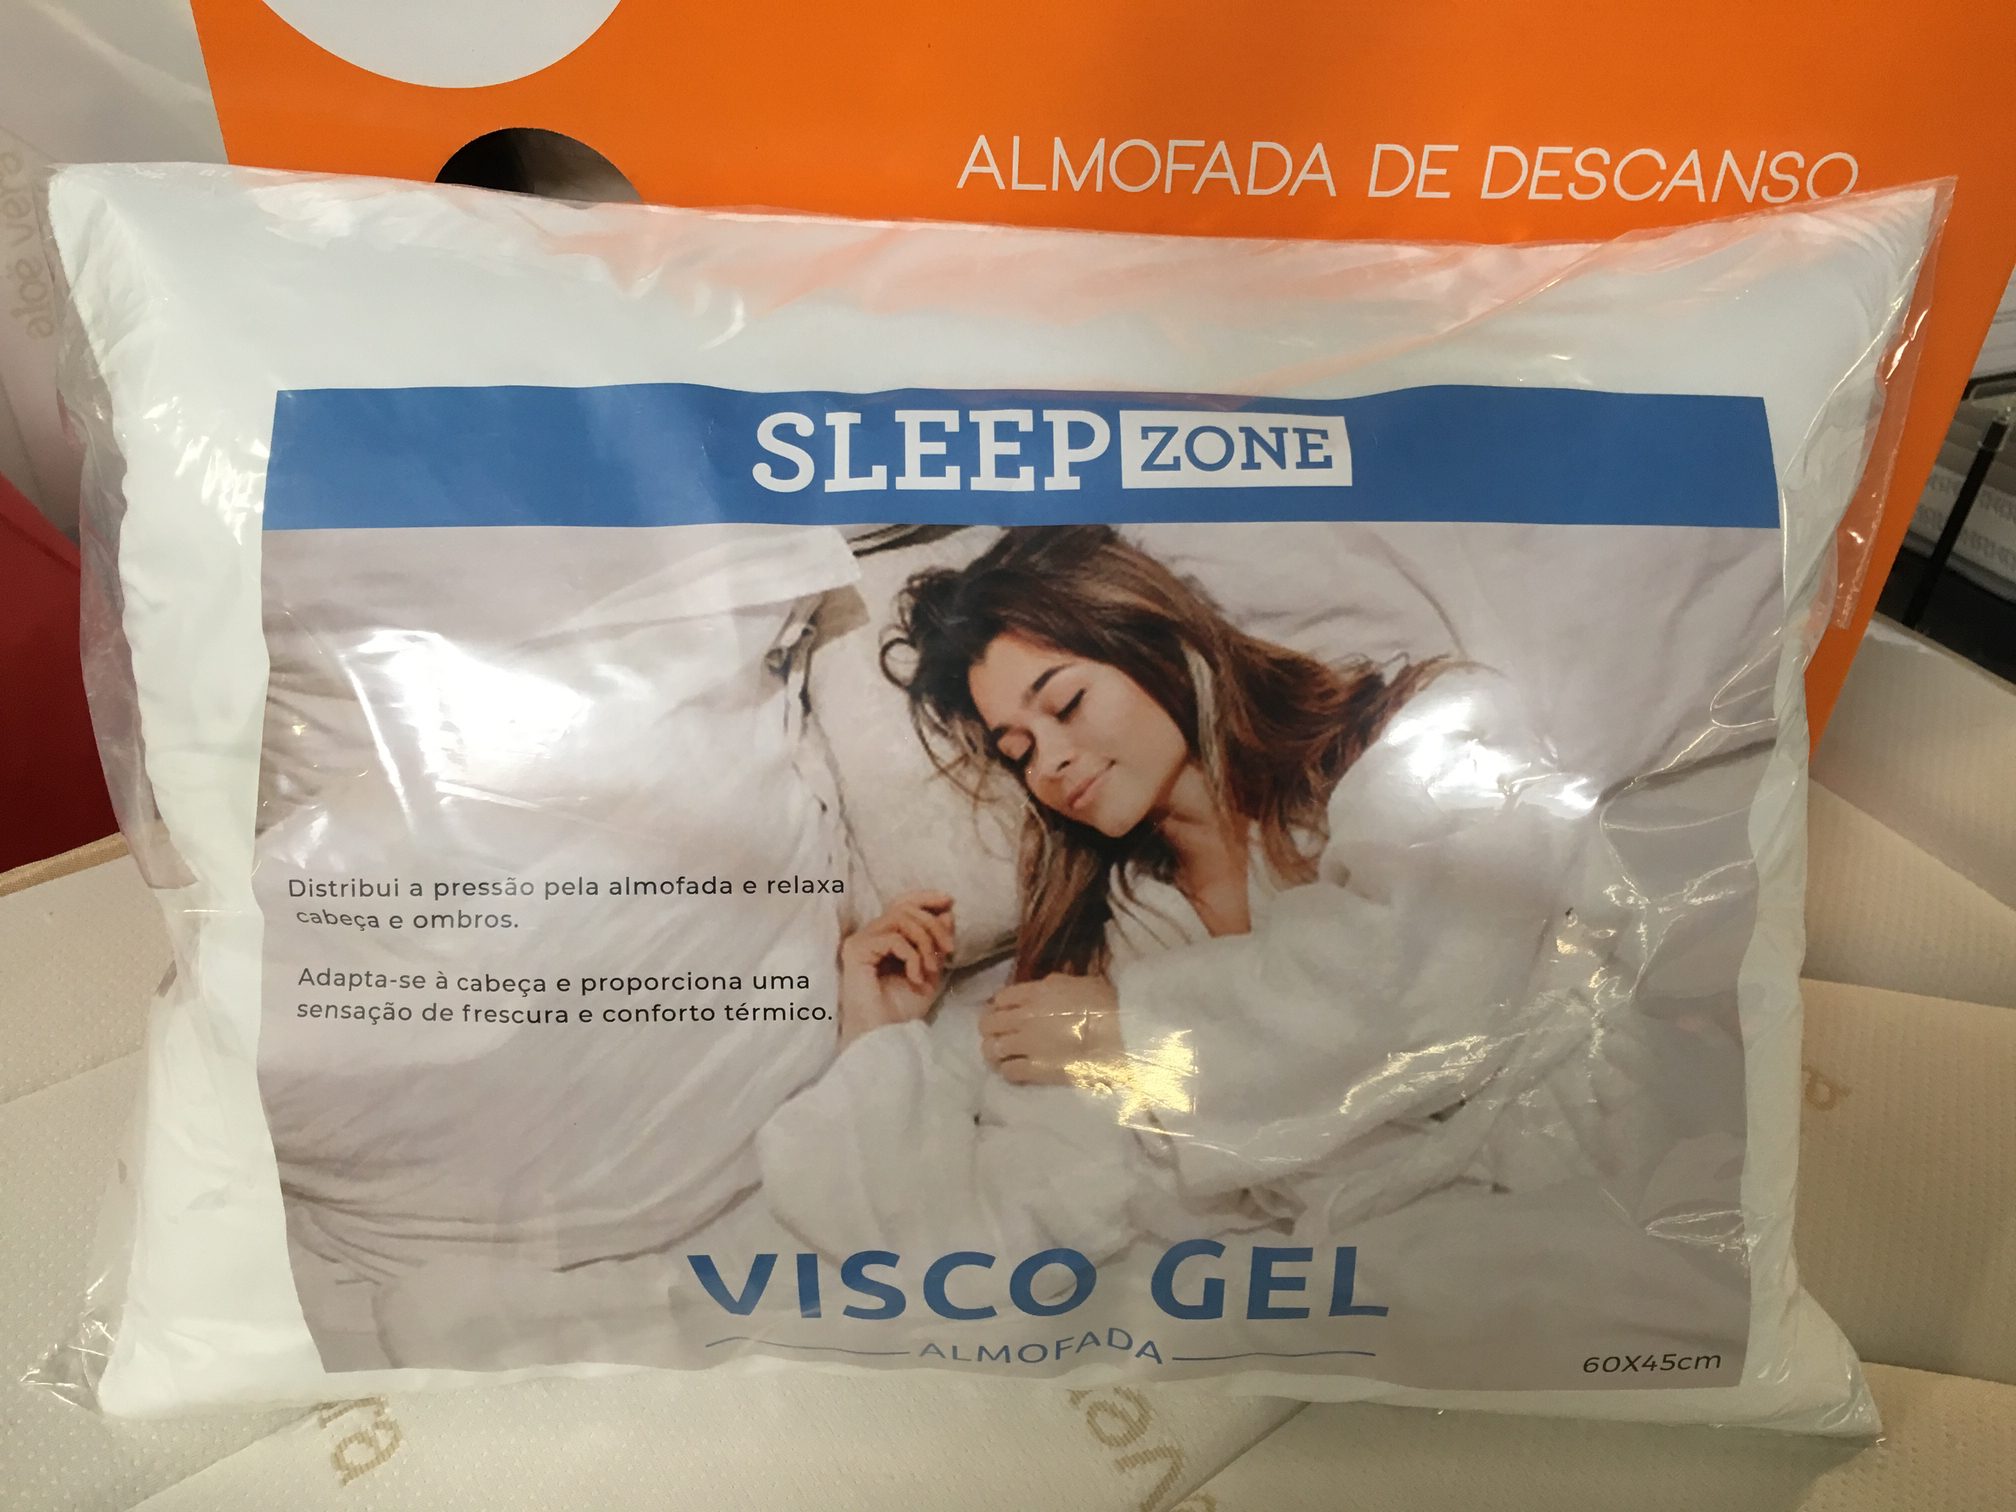 ALMOFADA DE DESCANSO
SLEEP ZONE
Distribui a pressão pela almofada e relaxa
cabeça e ombros.
Adapta-se à cabeça e proporciona uma
sensação de frescura e conforto térmico.
VISCO GEL
ALMOFADA
60X45cm